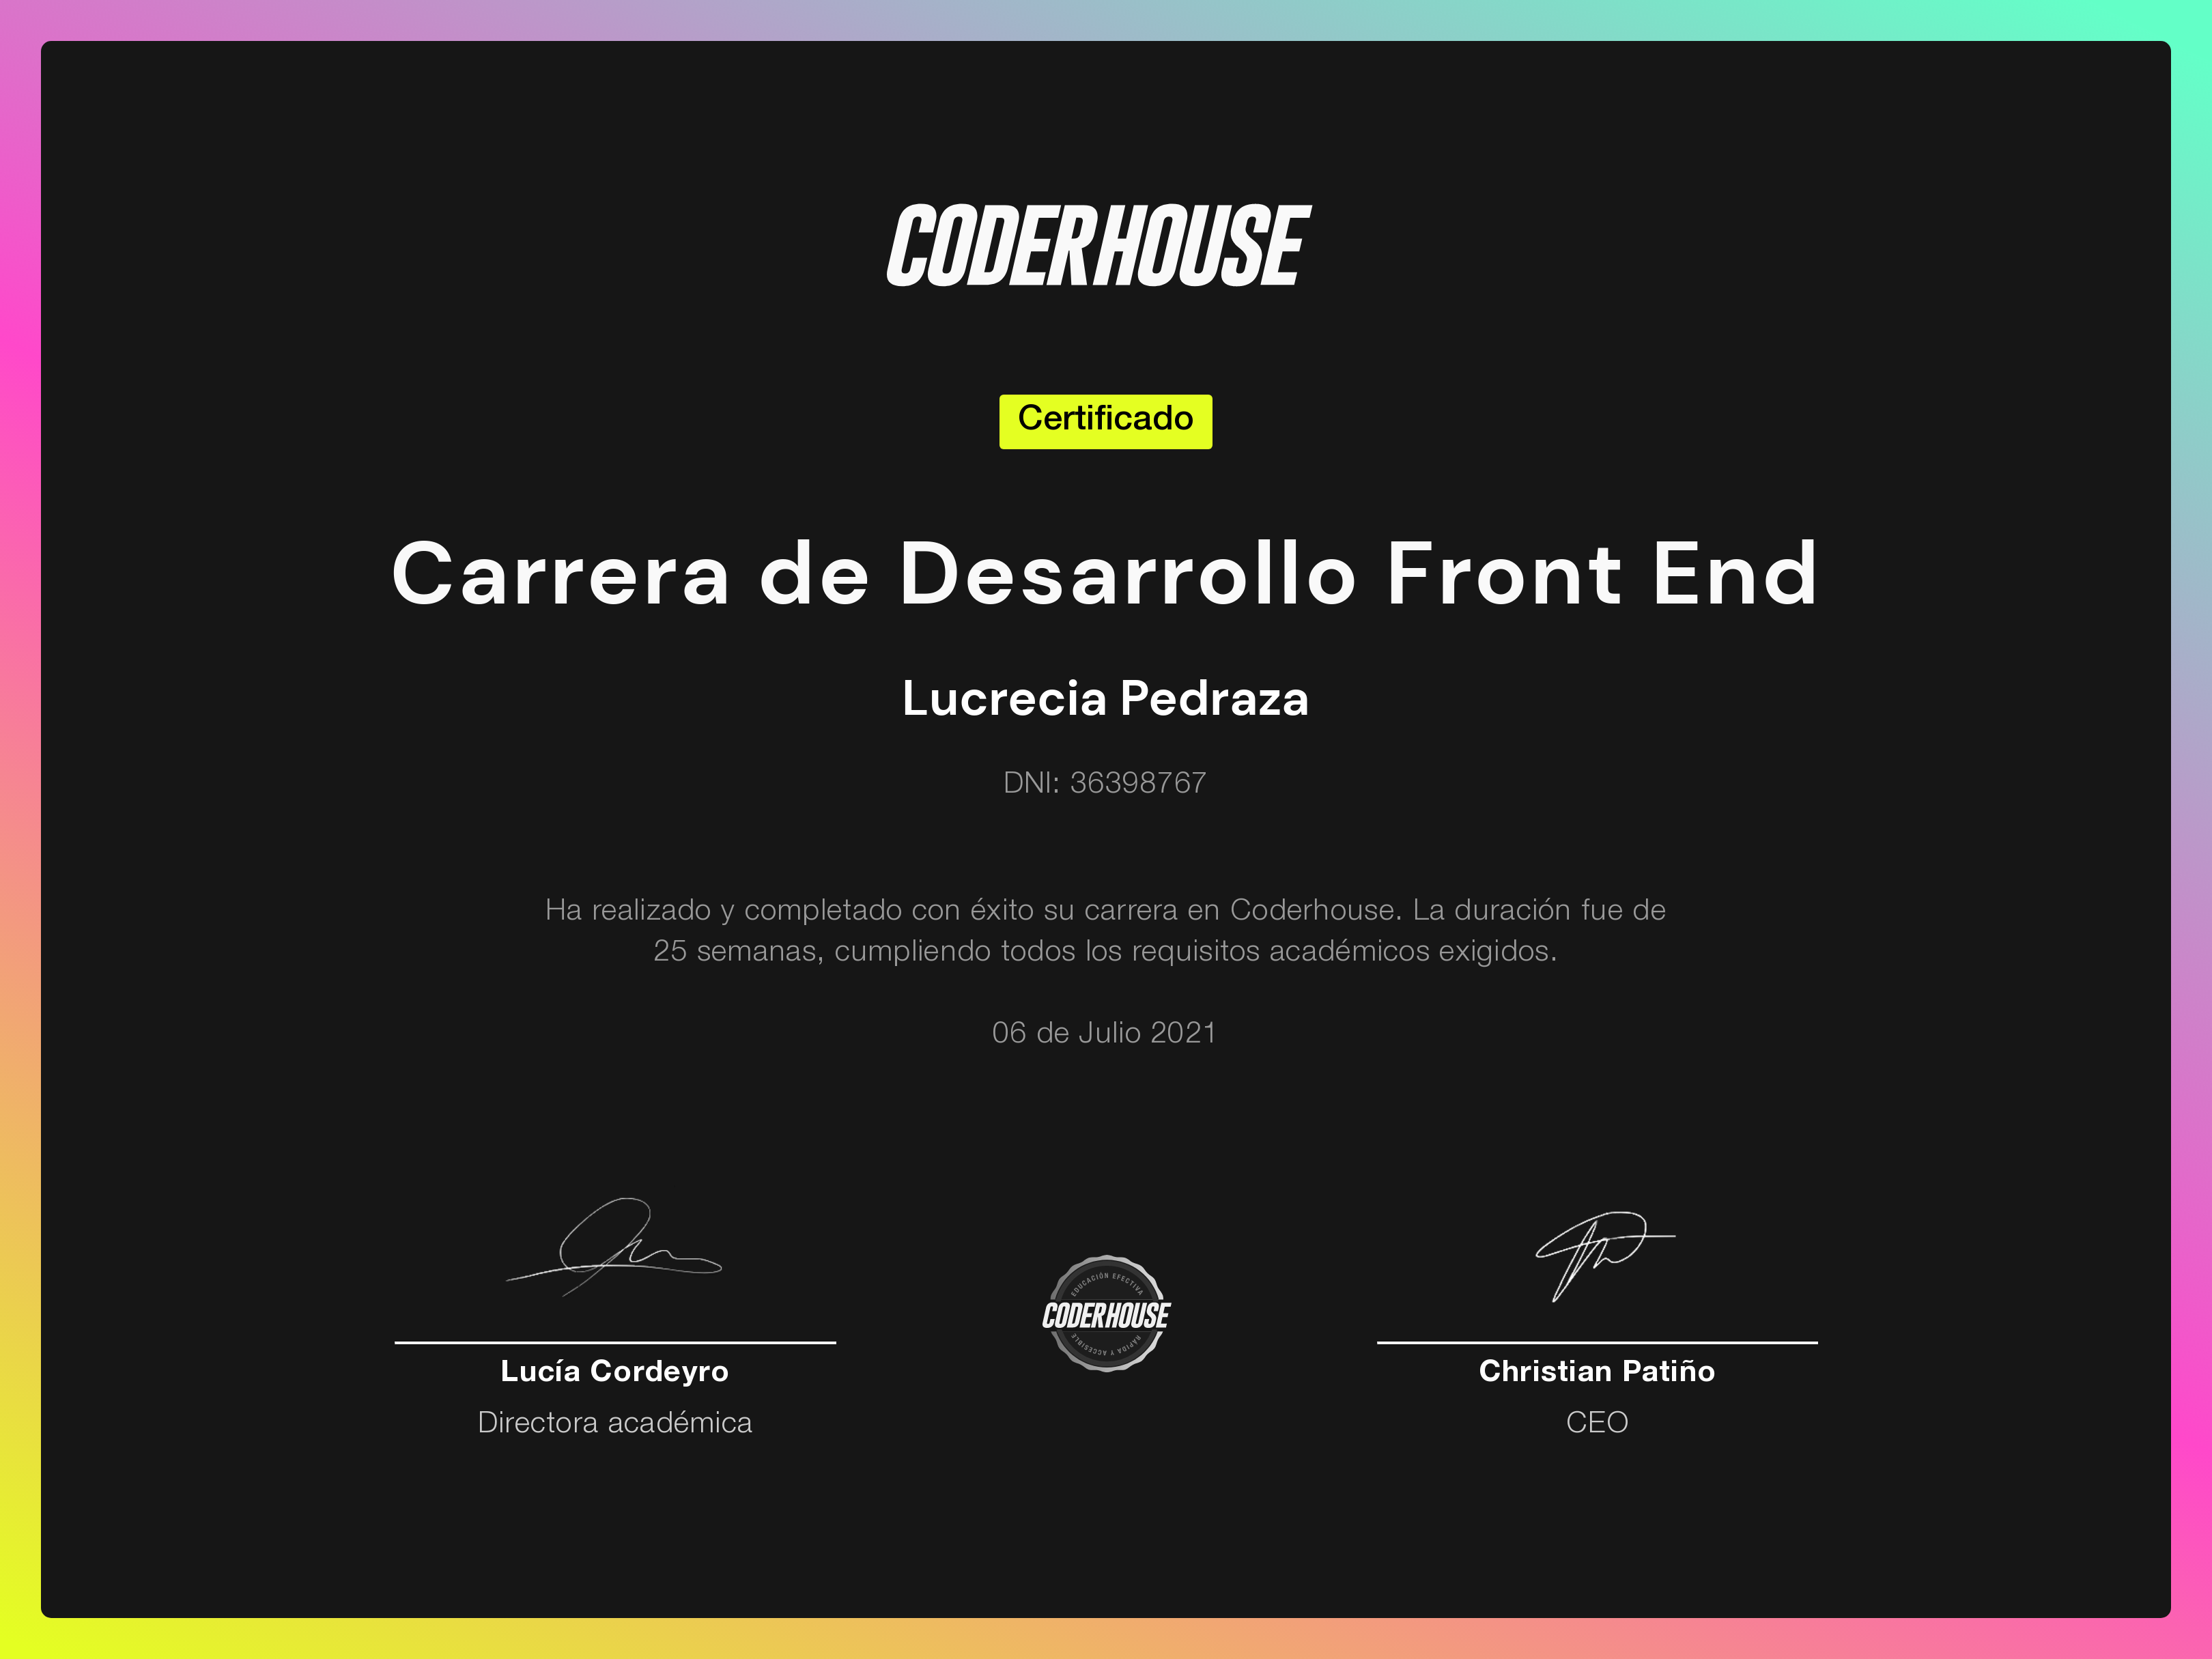 CODERHOUSE
Certificado
Carrera de Desarrollo Front End
Lucrecia Pedraza
DNI: 36398767
Ha realizado y completado con éxito su carrera en Coderhouse. La duración fue de
25 semanas, cumpliendo todos los requisitos académicos exigidos.
06 de Julio 2021
EDUCACIÓN EFECTIVA
CODERHOUSE
RÁPIDA Y ACCESIBLE
Lucía Cordeyro
Directora académica
Christian Patiño
CEO